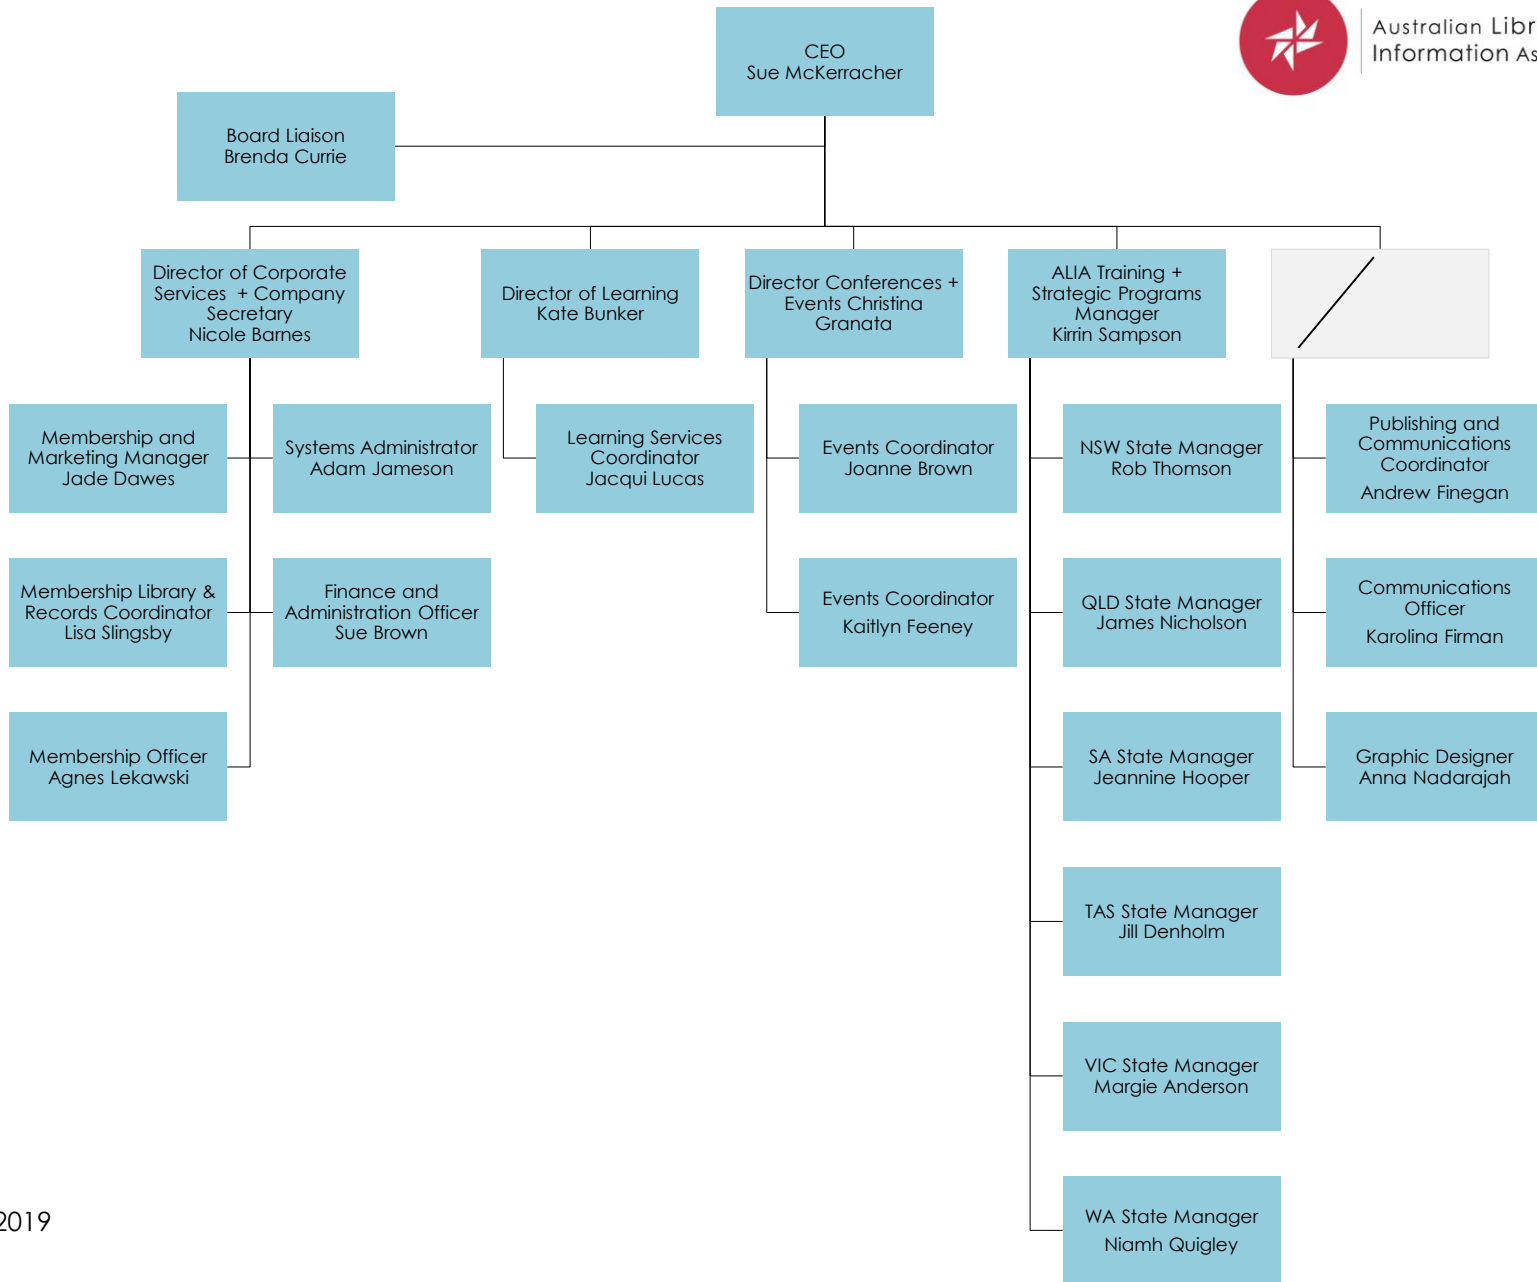 CEO
Sue McKerracher
Australian Libr
Information As
Board Liaison
Brenda Currie
Director of Corporate
Services + Company
Secretary
Nicole Barnes
Director of Learning
Kate Bunker
Director Conferences +
Events Christina
Granata
ALIA Training +
Strategic Programs
Manager
Kirrin Sampson
Membership and
Marketing Manager
Jade Dawes
Systems Administrator
Adam Jameson
Learning Services
Coordinator
Jacqui Lucas
Events Coordinator
Joanne Brown
NSW State Manager
Rob Thomson
Publishing and
Communications
Coordinator
Andrew Finegan
Membership Library &
Records Coordinator
Lisa Slingsby
Finance and
Administration Officer
Sue Brown
Events Coordinator
Kaitlyn Feeney
QLD State Manager
James Nicholson
Communications
Officer
Karolina Firman
Membership Officer
Agnes Lekawski
SA State Manager
Jeannine Hooper
Graphic Designer
Anna Nadarajah
TAS State Manager
Jill Denholm
VIC State Manager
Margie Anderson
WA State Manager
Niamh Quigley
2019